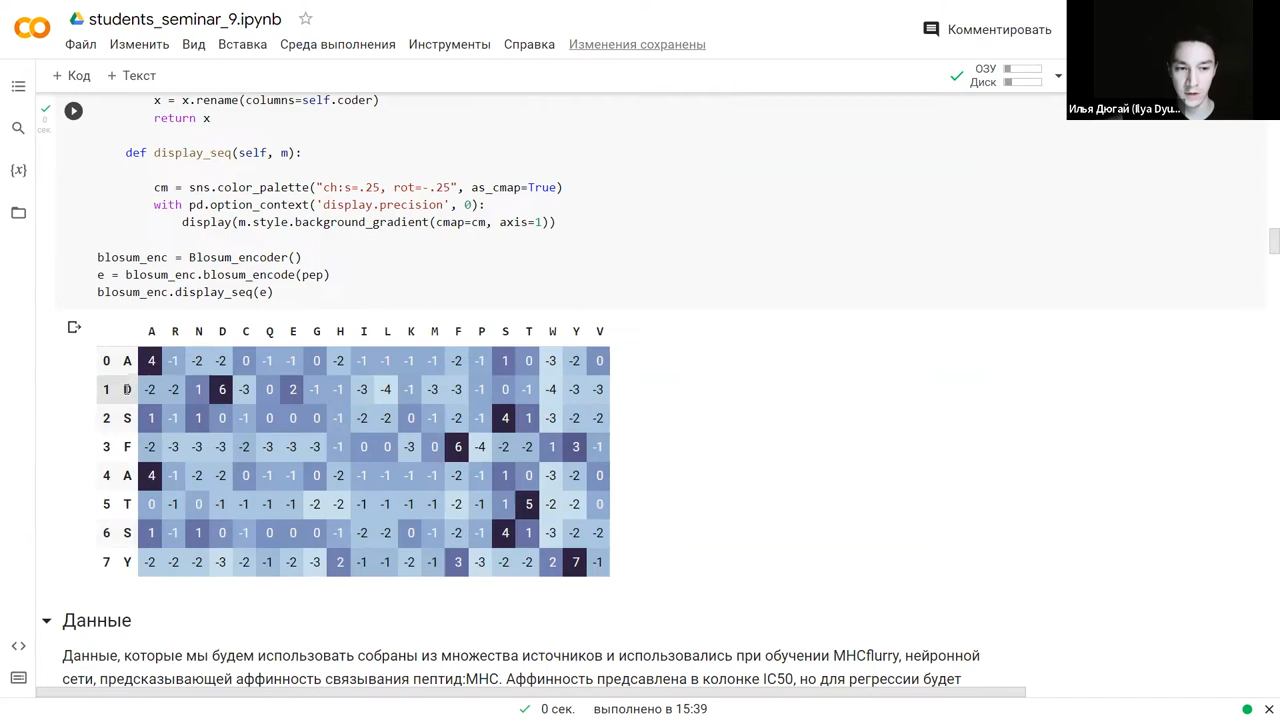 students_seminar_9.ipynb
Файл Изменить Вид Вставка Среда выполнения Инструменты Справка Изменения сохранены
Комментировать
+ Код + Текст
ОЗУ
Диск
Илья Дюгай (Ilya Dyu...
0
сек.
x = x.rename(columns=self.coder)
return x
def display_seq(self, m):
cm = sns.color_palette("ch:s=.25, rot=-.25", as_cmap=True)
with pd.option_context('display.precision', 0):
display(m.style.background_gradient(cmap=cm, axis=1))
blosum_enc = Blosum_encoder()
e = blosum_enc.blosum_encode(pep)
blosum_enc.display_seq(e)
A R N D C Q E G H I L K M F P S T W Y V
0 A 4 -1 -2 -2 0 -1 -1 0 -2 -1 -1 -1 -1 -2 -1 1 0 -3 -2 0
1 D -2 -2 1 6 -3 0 2 -1 -1 -3 -4 -1 -3 -3 -1 0 -1 -4 -3 -3
2 S 1 -1 1 0 -1 0 0 0 -1 -2 -2 0 -1 -2 -1 4 1 -3 -2 -2
3 F -2 -3 -3 -3 -2 -3 -3 -3 -1 0 0 -3 0 6 -4 -2 -2 1 3 -1
4 A 4 -1 -2 -2 0 -1 -1 0 -2 -1 -1 -1 -1 -2 -1 1 0 -3 -2 0
5 T 0 -1 0 -1 -1 -1 -1 -2 -2 -1 -1 -1 -1 -2 -1 1 5 -2 -2 0
6 S 1 -1 1 0 -1 0 0 0 -1 -2 -2 0 -1 -2 -1 4 1 -3 -2 -2
7 Y -2 -2 -2 -3 -2 -1 -2 -3 2 -1 -1 -2 -1 3 -3 -2 -2 2 7 -1
Данные
Данные, которые мы будем использовать собраны из множества источников и использовались при обучении MHCflurry, нейронной
сети, предсказывающей аффинность связывания пептид:MHC. Аффинность предсавлена в колонке IC50, но для регрессии будет
0 сек. выполнено в 15:39